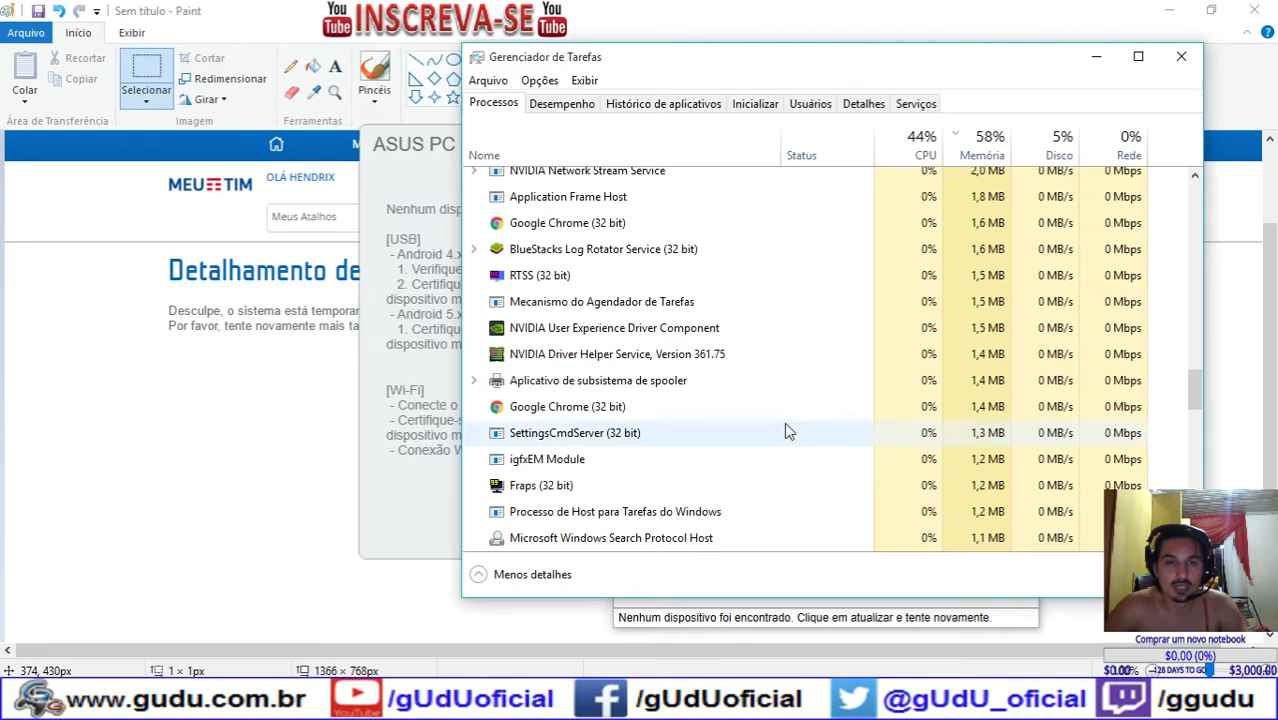 Sem título - Paint
You Tube INSCREVA-SE You Tube
Arquivo Início Exibir
Colar
Recortar
Copiar
Área de Transferência
Selecionar
Cortar
Redimensionar
Girar
Imagem
Ferramentas
Pincéis
MEU TIM
OLÁ HENDRIX
Meus Atalhos
Detalhamento de
Desculpe, o sistema está temporar
Por favor, tente novamente mais ta
ASUS PC
Nenhum disp
[USB]
- Android 4.x
1. Verifique
2. Certifique
dispositivo m
- Android 5.x
1. Certifique
dispositivo m
[Wi-Fi]
- Conecte o
- Certifique-s
dispositivo m
- Conexão W
Gerenciador de Tarefas
Arquivo Opções Exibir
Processos Desempenho Histórico de aplicativos Inicializar Usuários Detalhes Serviços
44% 58% 5% 0%
Nome Status CPU Memória Disco Rede
NVIDIA Network Stream Service 0% 2,0 MB 0 MB/s 0 Mbps
Application Frame Host 0% 1,8 MB 0 MB/s 0 Mbps
Google Chrome (32 bit) 0% 1,6 MB 0 MB/s 0 Mbps
BlueStacks Log Rotator Service (32 bit) 0% 1,6 MB 0 MB/s 0 Mbps
RTSS (32 bit) 0% 1,5 MB 0 MB/s 0 Mbps
Mecanismo do Agendador de Tarefas 0% 1,5 MB 0 MB/s 0 Mbps
NVIDIA User Experience Driver Component 0% 1,5 MB 0 MB/s 0 Mbps
NVIDIA Driver Helper Service, Version 361.75 0% 1,4 MB 0 MB/s 0 Mbps
Aplicativo de subsistema de spooler 0% 1,4 MB 0 MB/s 0 Mbps
Google Chrome (32 bit) 0% 1,4 MB 0 MB/s 0 Mbps
SettingsCmdServer (32 bit) 0% 1,3 MB 0 MB/s 0 Mbps
igfxEM Module 0% 1,2 MB 0 MB/s 0 Mbps
Fraps (32 bit) 0% 1,2 MB 0 MB/s 0 Mbps
Processo de Host para Tarefas do Windows 0% 1,2 MB 0 MB/s
Microsoft Windows Search Protocol Host 0% 1,1 MB 0 MB/s
Menos detalhes
Nenhum dispositivo foi encontrado. Clique em atualizar e tente novamente.
Comprar um novo notebook
$0.00 (0%)
$0.00 128 DAYS TO GO $3,000.00
374, 430px 1 × 1px 1366 × 768px
www.gudu.com.br YouTube /gUdUoficial /gUdUoficial @gUdU_oficial /ggudu